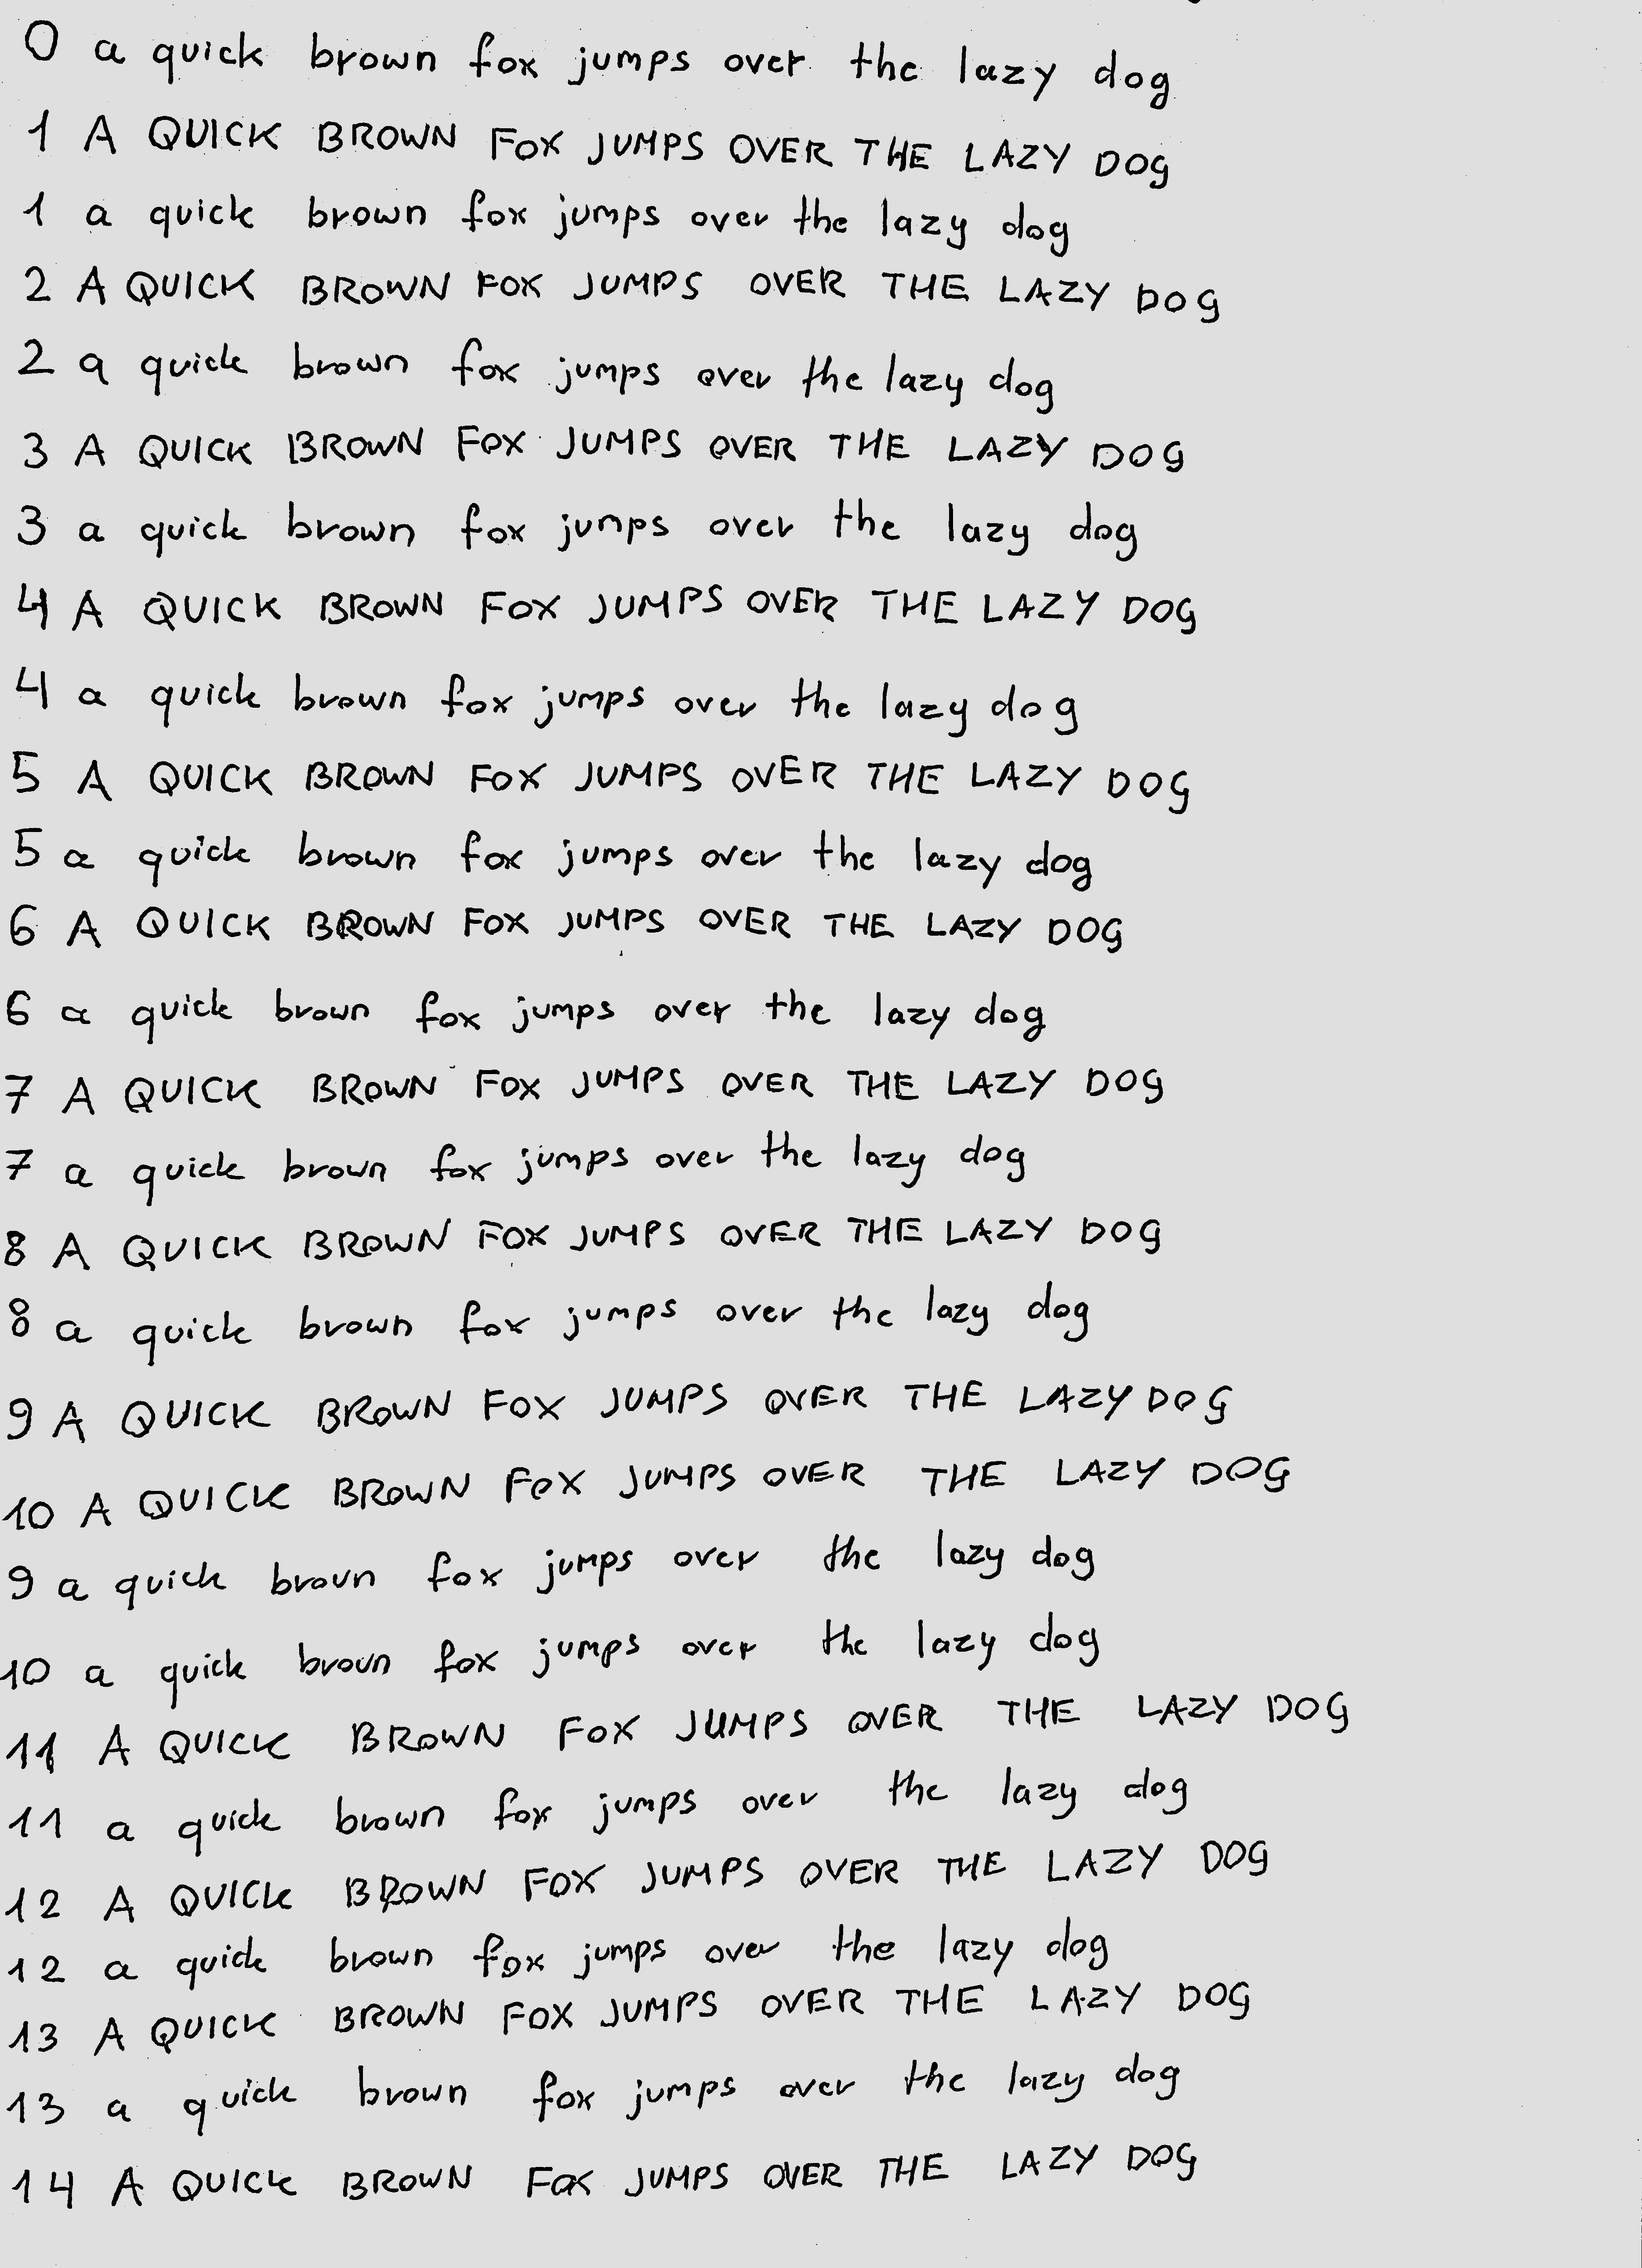 0 a quick brown fox jumps over the lazy dog
1 A QUICK BROWN FOX JUMPS OVER THE LAZY DOG
1 a quick brown fox jumps over the lazy dog
2 A QUICK BROWN FOX JUMPS OVER THE LAZY DOG
2 a quick brown fox jumps over the lazy dog
3 A QUICK BROWN FOX JUMPS OVER THE LAZY DOG
3 a quick brown fox jumps over the lazy dog
4 A QUICK BROWN FOX JUMPS OVER THE LAZY DOG
4 a quick brown fox jumps over the lazy dog
5 A QUICK BROWN FOX JUMPS OVER THE LAZY DOG
5 a quick brown fox jumps over the lazy dog
6 A QUICK BROWN FOX JUMPS OVER THE LAZY DOG
6 a quick brown fox jumps over the lazy dog
7 A QUICK BROWN FOX JUMPS OVER THE LAZY DOG
7 a quick brown fox jumps over the lazy dog
8 A QUICK BROWN FOX JUMPS OVER THE LAZY DOG
8 a quick brown fox jumps over the lazy dog
9 A QUICK BROWN FOX JUMPS OVER THE LAZY DOG
10 A QUICK BROWN FOX JUMPS OVER THE LAZY DOG
9 a quick brown fox jumps over the lazy dog
10 a quick brown fox jumps over the lazy dog
11 A QUICK BROWN FOX JUMPS OVER THE LAZY DOG
11 a quick brown fox jumps over the lazy dog
12 A QUICK BROWN FOX JUMPS OVER THE LAZY DOG
12 a quick brown fox jumps over the lazy dog
13 A QUICK BROWN FOX JUMPS OVER THE LAZY DOG
13 a quick brown fox jumps over the lazy dog
14 A QUICK BROWN FOX JUMPS OVER THE LAZY DOG